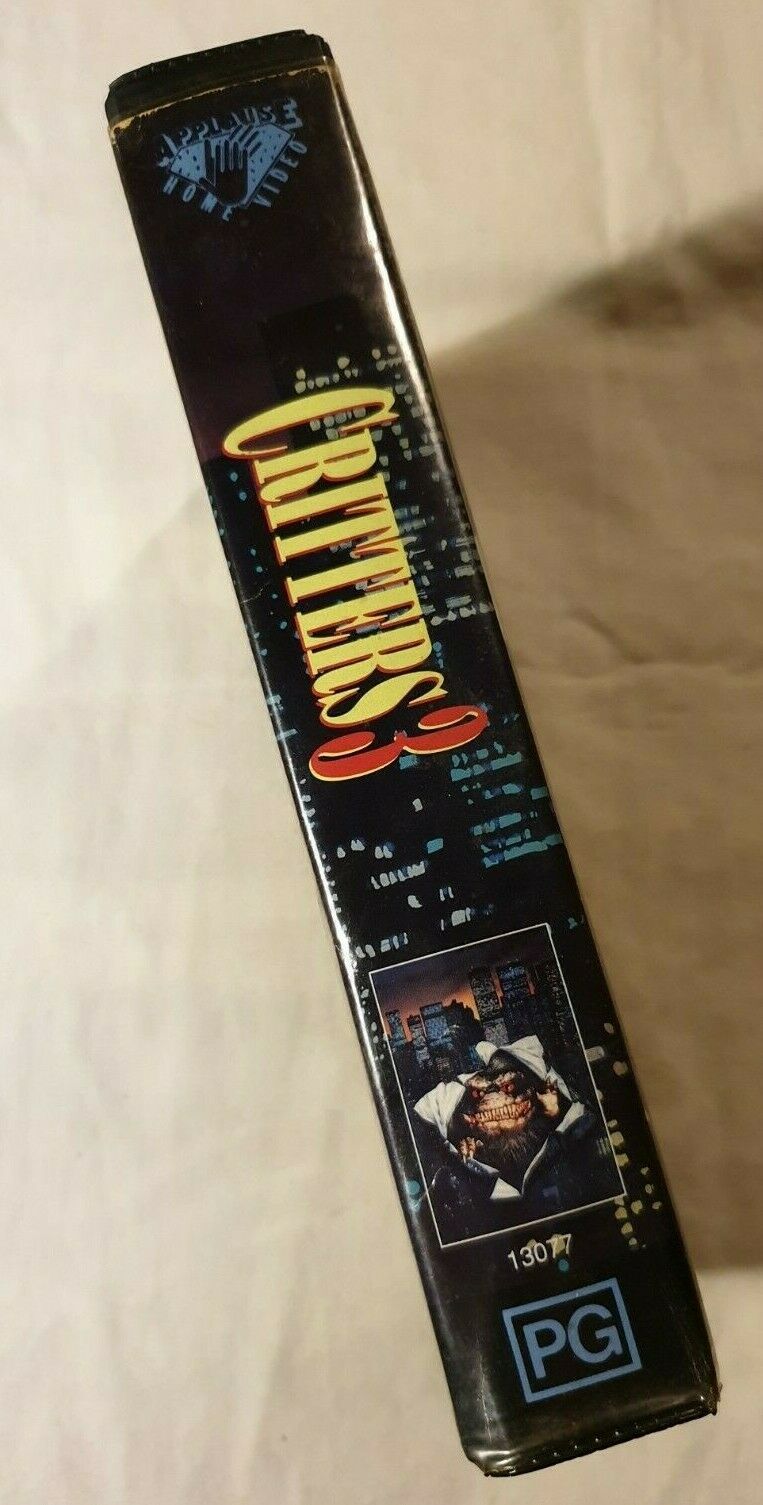 APPLAUSE
HOME VIDEO
CRITTERS 3
13077
PG